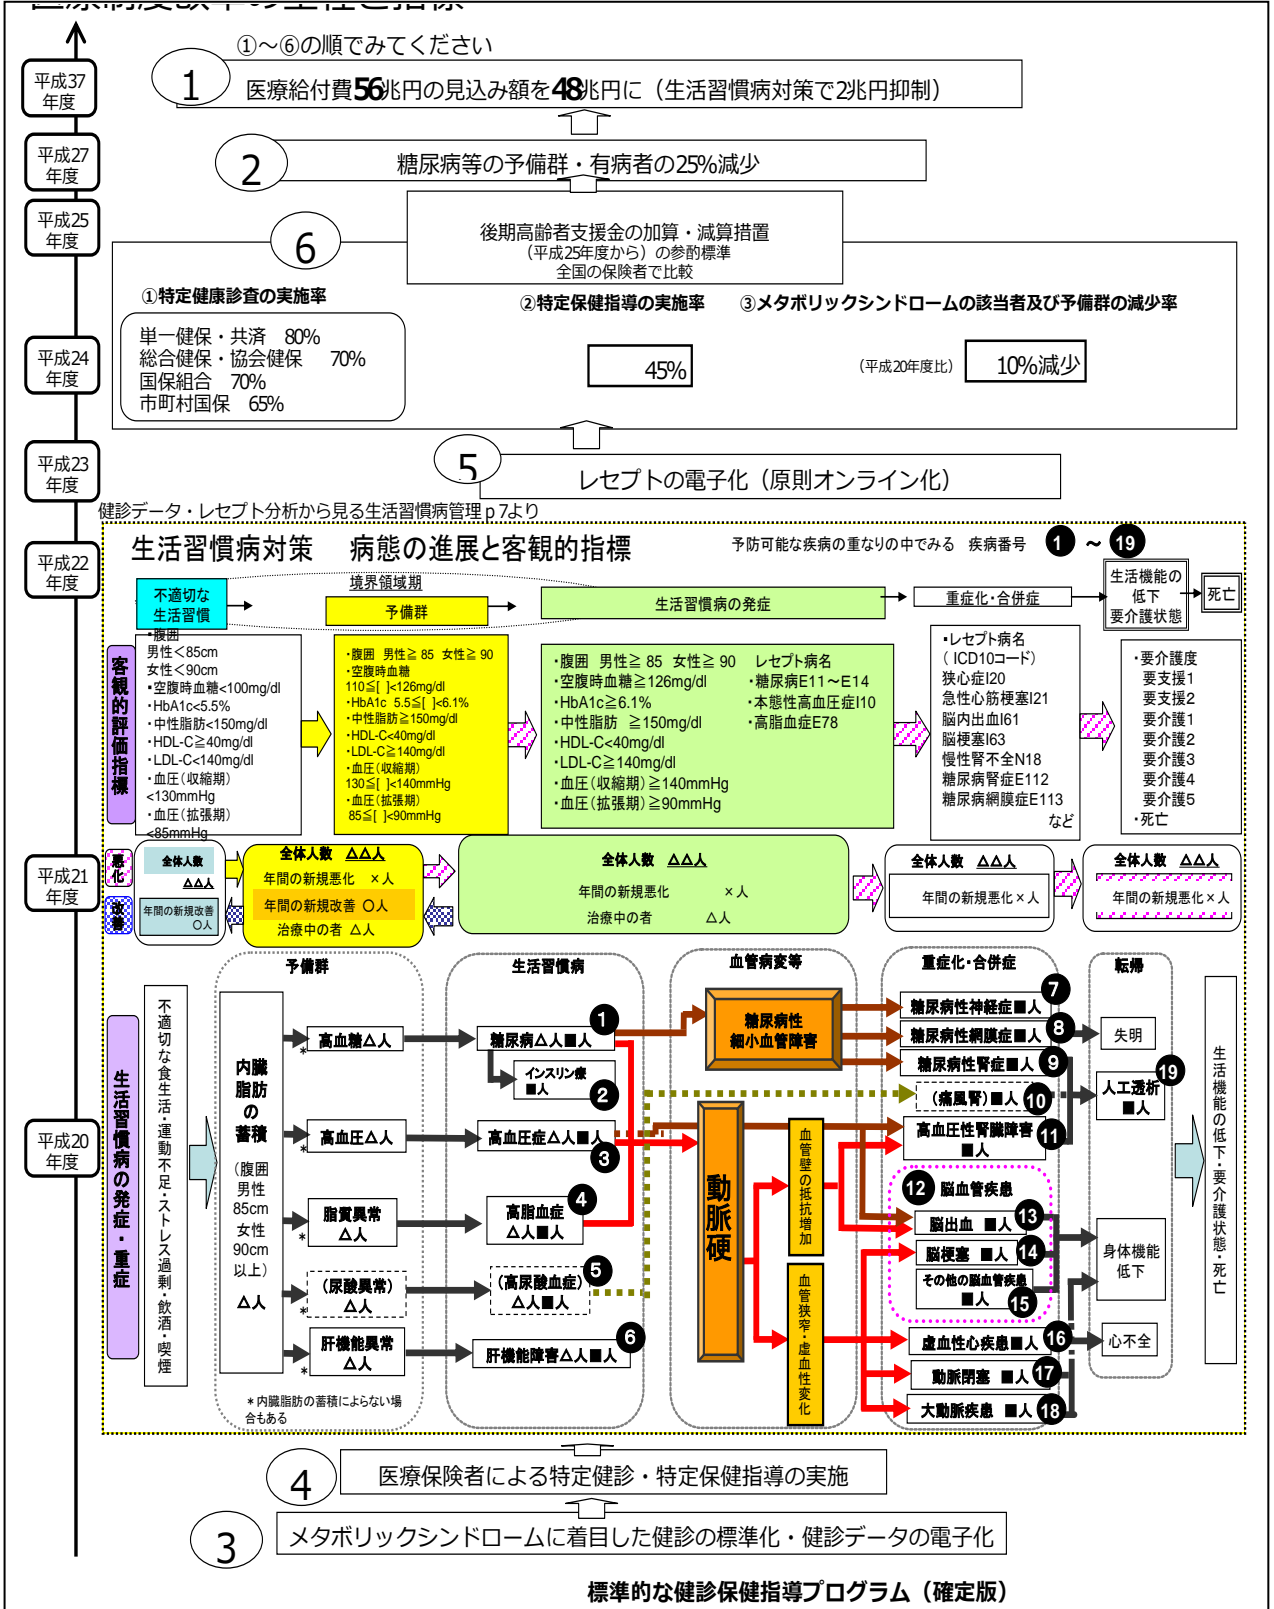 ①～⑥の順でみてください
平成37
年度
1
医療給付費56兆円の見込み額を48兆円に（生活習慣病対策で2兆円抑制）
平成27
年度
2
糖尿病等の予備群・有病者の25%減少
平成25
年度
6
後期高齢者支援金の加算・減算措置
（平成25年度から）の参酌標準
全国の保険者で比較
①特定健康診査の実施率
②特定保健指導の実施率
③メタボリックシンドロームの該当者及び予備群の減少率
平成24
年度
単一健保・共済　80%
総合健保・協会健保　70%
国保組合　70%
市町村国保　65%
45%
（平成20年度比）
10%減少
平成23
年度
5
レセプトの電子化（原則オンライン化）
健診データ・レセプト分析から見る生活習慣病管理ｐ7より
平成22
年度
生活習慣病対策　病態の進展と客観的指標
予防可能な疾病の重なりの中でみる　疾病番号　1　～　19
不適切な
生活習慣
境界領域期
予備群
生活習慣病の発症
重症化・合併症
生活機能の
低下
要介護状態
死亡
客観的評価指標
・腹囲
男性＜85cm
女性＜90cm
・空腹時血糖<100mg/dl
・HbA1c<5.5%
・中性脂肪<150mg/dl
・HDL-C≧40mg/dl
・LDL-C<140mg/dl
・血圧（収縮期）
<130mmHg
・血圧（拡張期）
<85mmHg
・腹囲　男性≧85　女性≧90
・空腹時血糖
110≦[ ]<126mg/dl
・HbA1c　5.5≦[ ]<6.1%
・中性脂肪≧150mg/dl
・HDL-C<40mg/dl
・LDL-C≧140mg/dl
・血圧（収縮期）
130≦[ ]<140mmHg
・血圧（拡張期）
85≦[ ]<90mmHg
・腹囲　男性≧85　女性≧90
・空腹時血糖≧126mg/dl
・HbA1c≧6.1%
・中性脂肪　≧150mg/dl
・HDL-C<40mg/dl
・LDL-C≧140mg/dl
・血圧（収縮期）≧140mmHg
・血圧（拡張期）≧90mmHg
レセプト病名
・糖尿病E11～E14
・本態性高血圧症I10
・高脂血症E78
・レセプト病名
（ICD10コード）
狭心症I20
急性心筋梗塞I21
脳内出血I61
脳梗塞I63
慢性腎不全N18
糖尿病腎症E112
糖尿病網膜症E113
など
・要介護度
要支援1
要支援2
要介護1
要介護2
要介護3
要介護4
要介護5
・死亡
平成21
年度
悪化
改善
全体人数
△△人
年間の新規改善
〇人
全体人数　△△人
年間の新規悪化　×人
年間の新規改善　〇人
治療中の者　△人
全体人数　△△人
年間の新規悪化　×人
治療中の者　△人
全体人数　△△人
年間の新規悪化×人
全体人数　△△人
年間の新規悪化×人
平成20
年度
生活習慣病の発症・重症
不適切な食生活・運動不足・ストレス過剰・飲酒・喫煙
予備群
内臓
脂肪
の
蓄積
（腹囲
男性
85cm
女性
90cm
以上）
△人
高血糖△人
*
高血圧△人
*
脂質異常
△人
*
（尿酸異常）
△人
*
肝機能異常
△人
*
*内臓脂肪の蓄積によらない場
合もある
生活習慣病
1
糖尿病△人■人
インスリン療
■人
2
高血圧症△人■人
3
4
高脂血症
△人■人
5
（高尿酸血症）
△人■人
6
肝機能障害△人■人
血管病変等
糖尿病性
細小血管障害
動脈硬
血管壁の抵抗増加
血管狭窄・虚血性変化
重症化・合併症
7
糖尿病性神経症■人
糖尿病性網膜症■人　8
糖尿病性腎症■人　9
（痛風腎）■人　10
高血圧性腎臓障害
■人
11
12　脳血管疾患
脳出血　■人　13
脳梗塞　■人　14
その他の脳血管疾患
■人　15
虚血性心疾患■人　16
動脈閉塞　■人　17
大動脈疾患　■人　18
転帰
失明
19
人工透析
■人
身体機能
低下
心不全
生活機能の低下・要介護状態・死亡
4
医療保険者による特定健診・特定保健指導の実施
3
メタボリックシンドロームに着目した健診の標準化・健診データの電子化
標準的な健診保健指導プログラム（確定版）